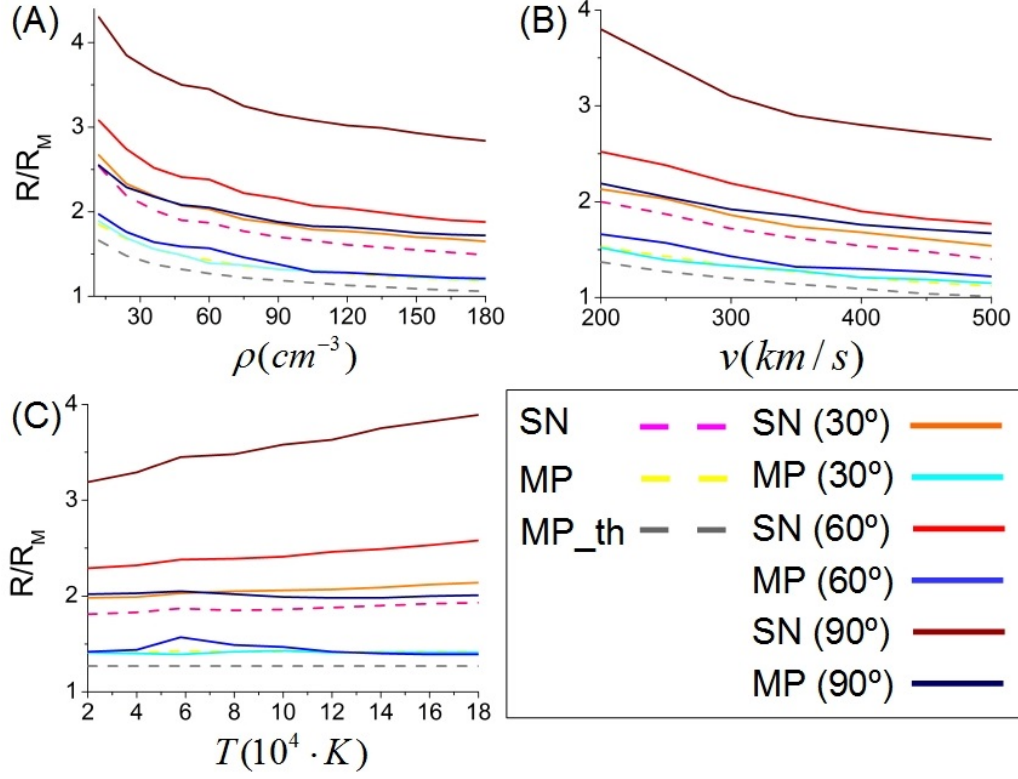 (A)
4
3
2
1
R/R_M
30
60
90
120
150
180
ρ(cm⁻³)
(B)
4
3
2
1
200
300
400
500
v(km/s)
(C)
4
3
2
1
R/R_M
2
4
6
8
10
12
14
16
18
T(10⁴·K)
SN
MP
MP_th
SN (30º)
MP (30º)
SN (60º)
MP (60º)
SN (90º)
MP (90º)